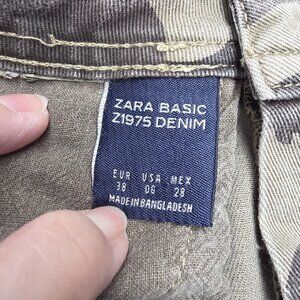 ZARA BASIC
Z1975 DENIM
EUR USA MEX
38 06 28
MADE IN BANGLADESH